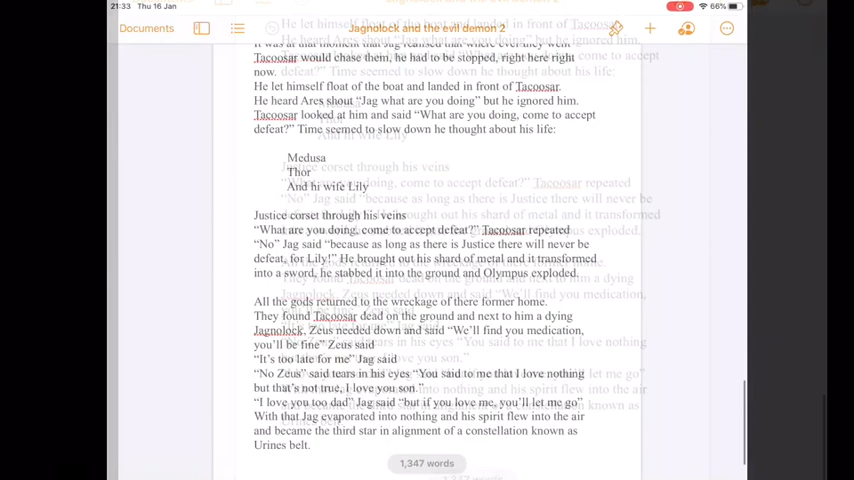 21:33 Thu 16 Jan
66%
Documents
Jagnolock and the evil demon 2
It was at that moment that Jag realised that where ever they went
Tacoosar would chase them, he had to be stopped, right here right
now.
He let himself float of the boat and landed in front of Tacoosar.
He heard Ares shout “Jag what are you doing” but he ignored him.
Tacoosar looked at him and said “What are you doing, come to accept
defeat?” Time seemed to slow down he thought about his life:
Medusa
Thor
And hi wife Lily
Justice corset through his veins
“What are you doing, come to accept defeat?” Tacoosar repeated
“No” Jag said “because as long as there is Justice there will never be
defeat, for Lily!” He brought out his shard of metal and it transformed
into a sword, he stabbed it into the ground and Olympus exploded.
All the gods returned to the wreckage of there former home.
They found Tacoosar dead on the ground and next to him a dying
Jagnolock. Zeus needed down and said “We’ll find you medication,
you’ll be fine” Zeus said
“It’s too late for me” Jag said
“No Zeus” said tears in his eyes “You said to me that I love nothing
but that’s not true, I love you son.”
“I love you too dad” Jag said “but if you love me, you’ll let me go”
With that Jag evaporated into nothing and his spirit flew into the air
and became the third star in alignment of a constellation known as
Urines belt.
1,347 words